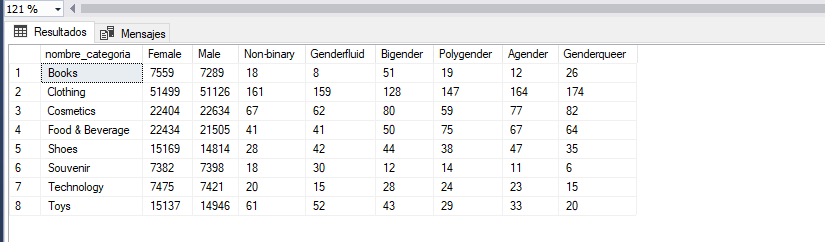 121 %
Resultados Mensajes
nombre_categoria Female Male Non-binary Genderfluid Bigender Polygender Agender Genderqueer
1 Books 7559 7289 18 8 51 19 12 26
2 Clothing 51499 51126 161 159 128 147 164 174
3 Cosmetics 22404 22634 67 62 80 59 77 82
4 Food & Beverage 22434 21505 41 41 50 75 67 64
5 Shoes 15169 14814 28 42 44 38 47 35
6 Souvenir 7382 7398 18 30 12 14 11 6
7 Technology 7475 7421 20 15 28 24 23 15
8 Toys 15137 14946 61 52 43 29 33 20